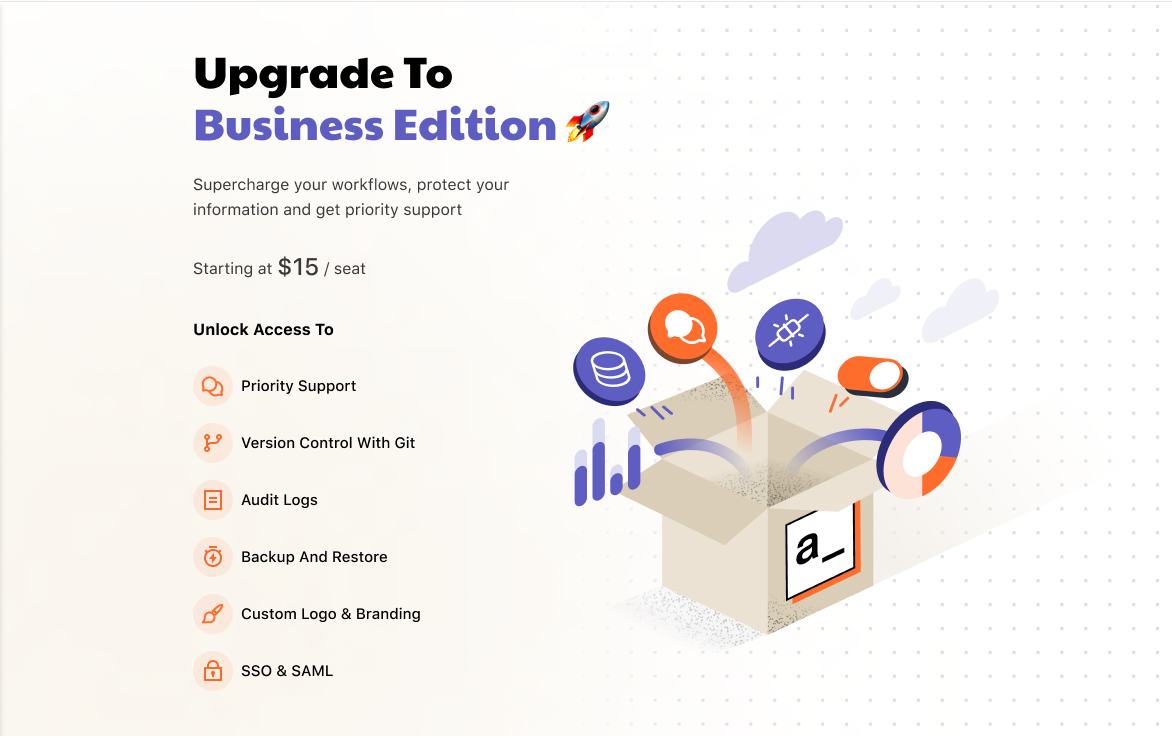 Upgrade To
Business Edition 🚀
Supercharge your workflows, protect your
information and get priority support
Starting at $15 / seat
Unlock Access To
Priority Support
Version Control With Git
Audit Logs
Backup And Restore
Custom Logo & Branding
SSO & SAML
a_